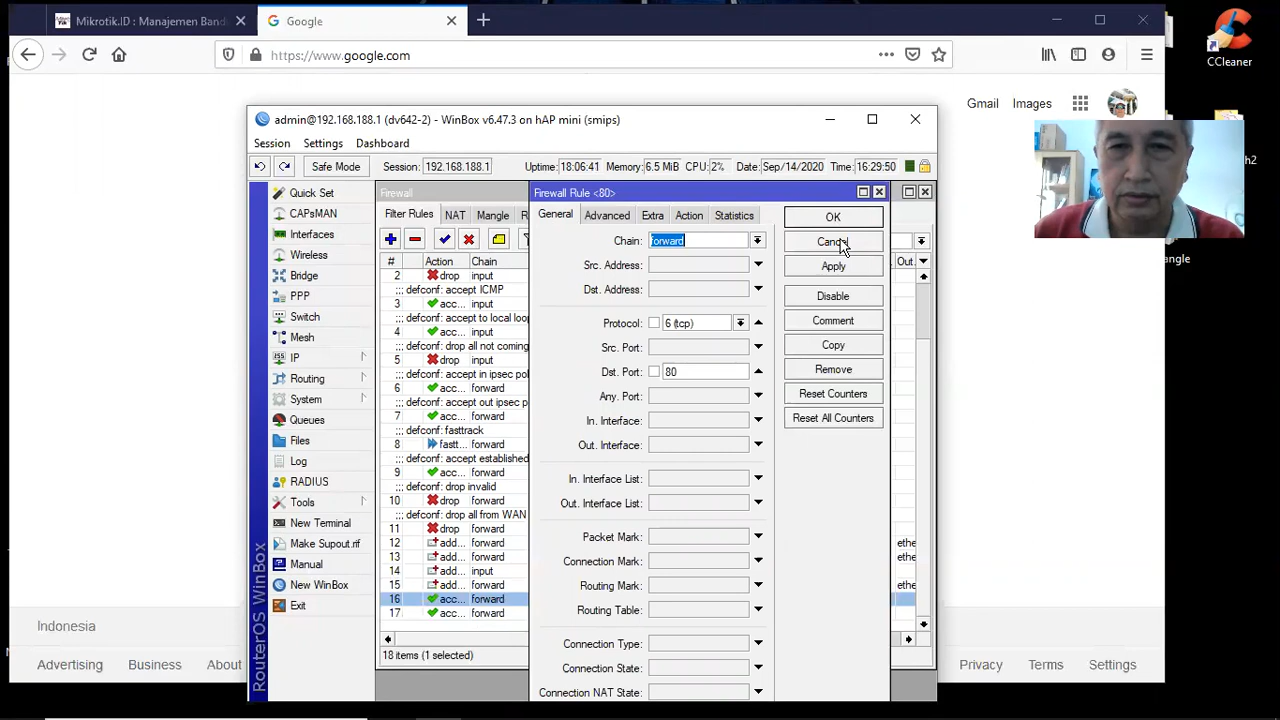 Mikrotik.ID : Manajemen Band
Google
https://www.google.com
CCleaner
Gmail
Images
admin@192.168.188.1 (dv642-2) - WinBox v6.47.3 on hAP mini (smips)
Session Settings Dashboard
Safe Mode
Session: 192.168.188.1
Uptime: 18:06:41 Memory: 6.5 MiB CPU: 2% Date: Sep/14/2020 Time: 16:29:50
RouterOS WinBox
Quick Set
CAPsMAN
Interfaces
Wireless
Bridge
PPP
Switch
Mesh
IP
Routing
System
Queues
Files
Log
RADIUS
Tools
New Terminal
Make Supout.rif
Manual
New WinBox
Exit
Firewall
Filter Rules NAT Mangle R
# Action Chain
2 drop input
;;; defconf: accept ICMP
3 acc... input
;;; defconf: accept to local loop
4 acc... input
;;; defconf: drop all not coming
5 drop input
;;; defconf: accept in ipsec pol
6 acc... forward
;;; defconf: accept out ipsec p
7 acc... forward
;;; defconf: fasttrack
8 fastt... forward
;;; defconf: accept established
9 acc... forward
;;; defconf: drop invalid
10 drop forward
;;; defconf: drop all from WAN
11 drop forward
12 add... forward
13 add... forward
14 add... input
15 add... forward
16 acc... forward
17 acc... forward
18 items (1 selected)
Firewall Rule <80>
General Advanced Extra Action Statistics
Chain: forward
Src. Address:
Dst. Address:
Protocol: 6 (tcp)
Src. Port:
Dst. Port: 80
Any. Port:
In. Interface:
Out. Interface:
In. Interface List:
Out. Interface List:
Packet Mark:
Connection Mark:
Routing Mark:
Routing Table:
Connection Type:
Connection State:
Connection NAT State:
OK
Cancel
Apply
Disable
Comment
Copy
Remove
Reset Counters
Reset All Counters
Out.
ethe
ethe
ethe
h2
angle
Indonesia
Advertising Business About
Privacy Terms Settings